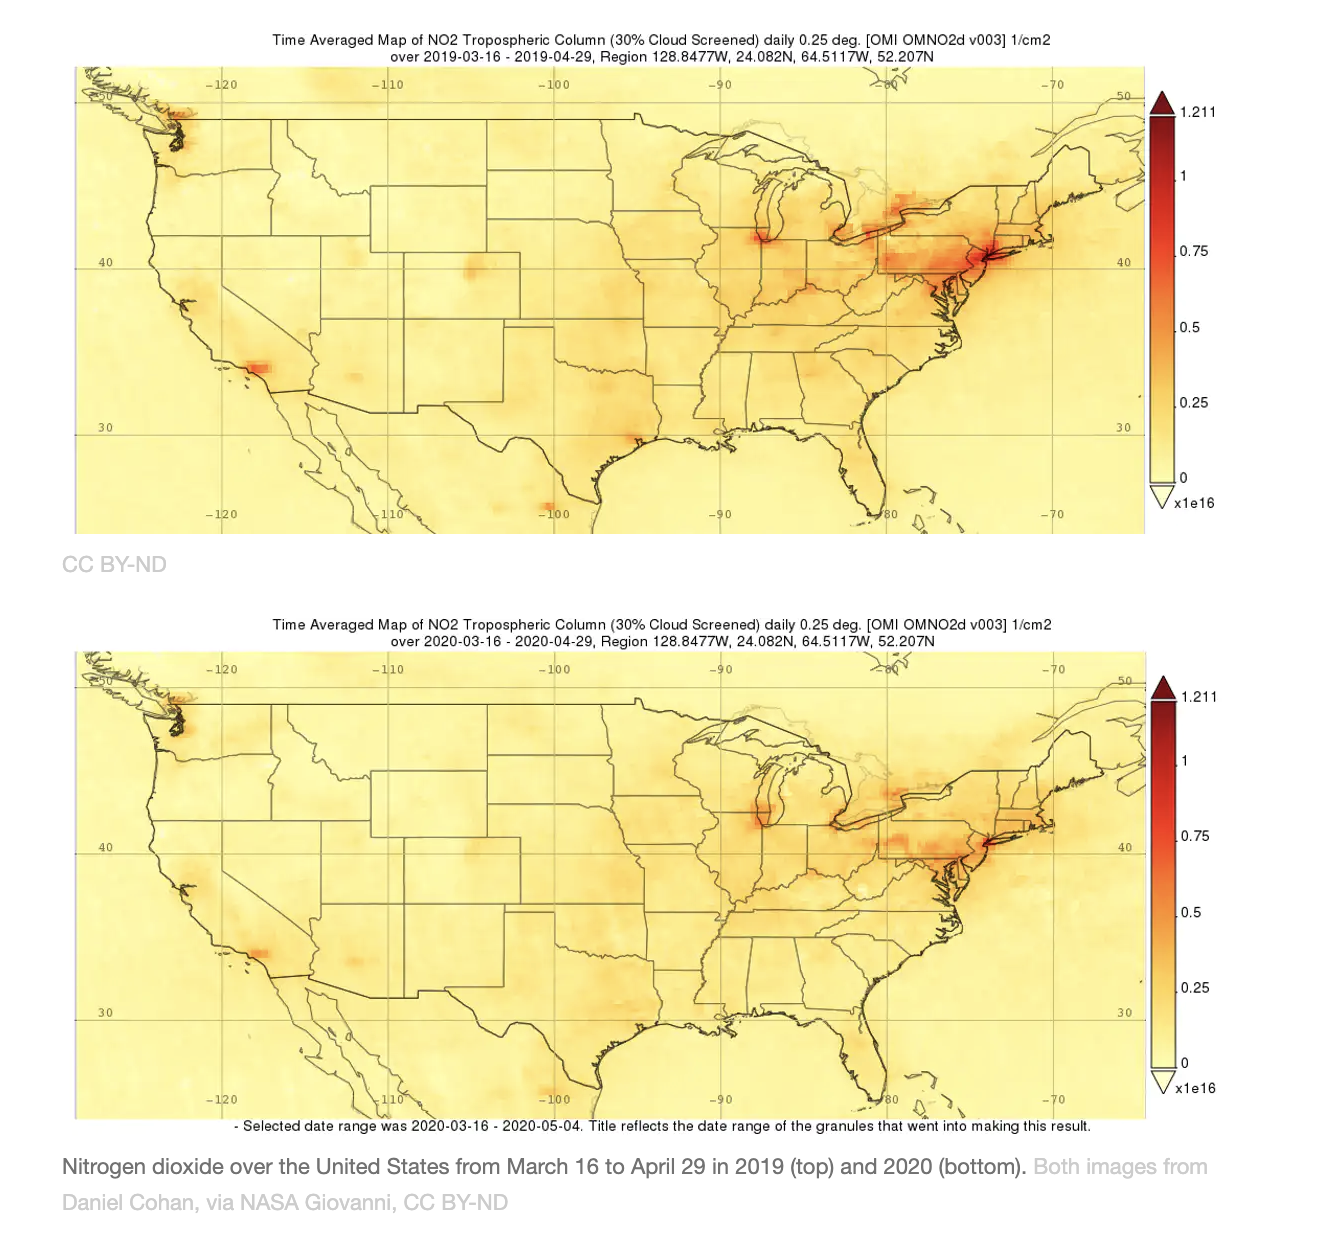 Time Averaged Map of NO2 Tropospheric Column (30% Cloud Screened) daily 0.25 deg. [OMI OMNO2d v003] 1/cm2
over 2019-03-16 - 2019-04-29, Region 128.8477W, 24.082N, 64.5117W, 52.207N
-120 -110 -100 -90 -80 -70
50 50
1.211
1
0.75
40 40
0.5
0.25
30 30
0
x1e16
-120 -110 -100 -90 -80 -70
CC BY-ND
Time Averaged Map of NO2 Tropospheric Column (30% Cloud Screened) daily 0.25 deg. [OMI OMNO2d v003] 1/cm2
over 2020-03-16 - 2020-04-29, Region 128.8477W, 24.082N, 64.5117W, 52.207N
-120 -110 -100 -90 -80 -70
50 50
1.211
1
0.75
40 40
0.5
0.25
30 30
0
x1e16
-120 -110 -100 -90 -80 -70
- Selected date range was 2020-03-16 - 2020-05-04. Title reflects the date range of the granules that went into making this result.
Nitrogen dioxide over the United States from March 16 to April 29 in 2019 (top) and 2020 (bottom). Both images from
Daniel Cohan, via NASA Giovanni, CC BY-ND